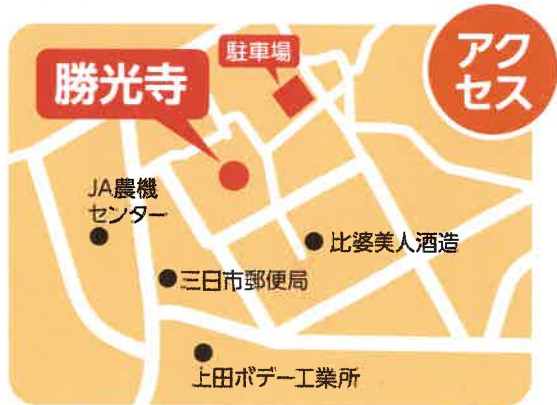 アク
セス
駐車場
勝光寺
JA農機
センター
比婆美人酒造
三日市郵便局
上田ボデー工業所